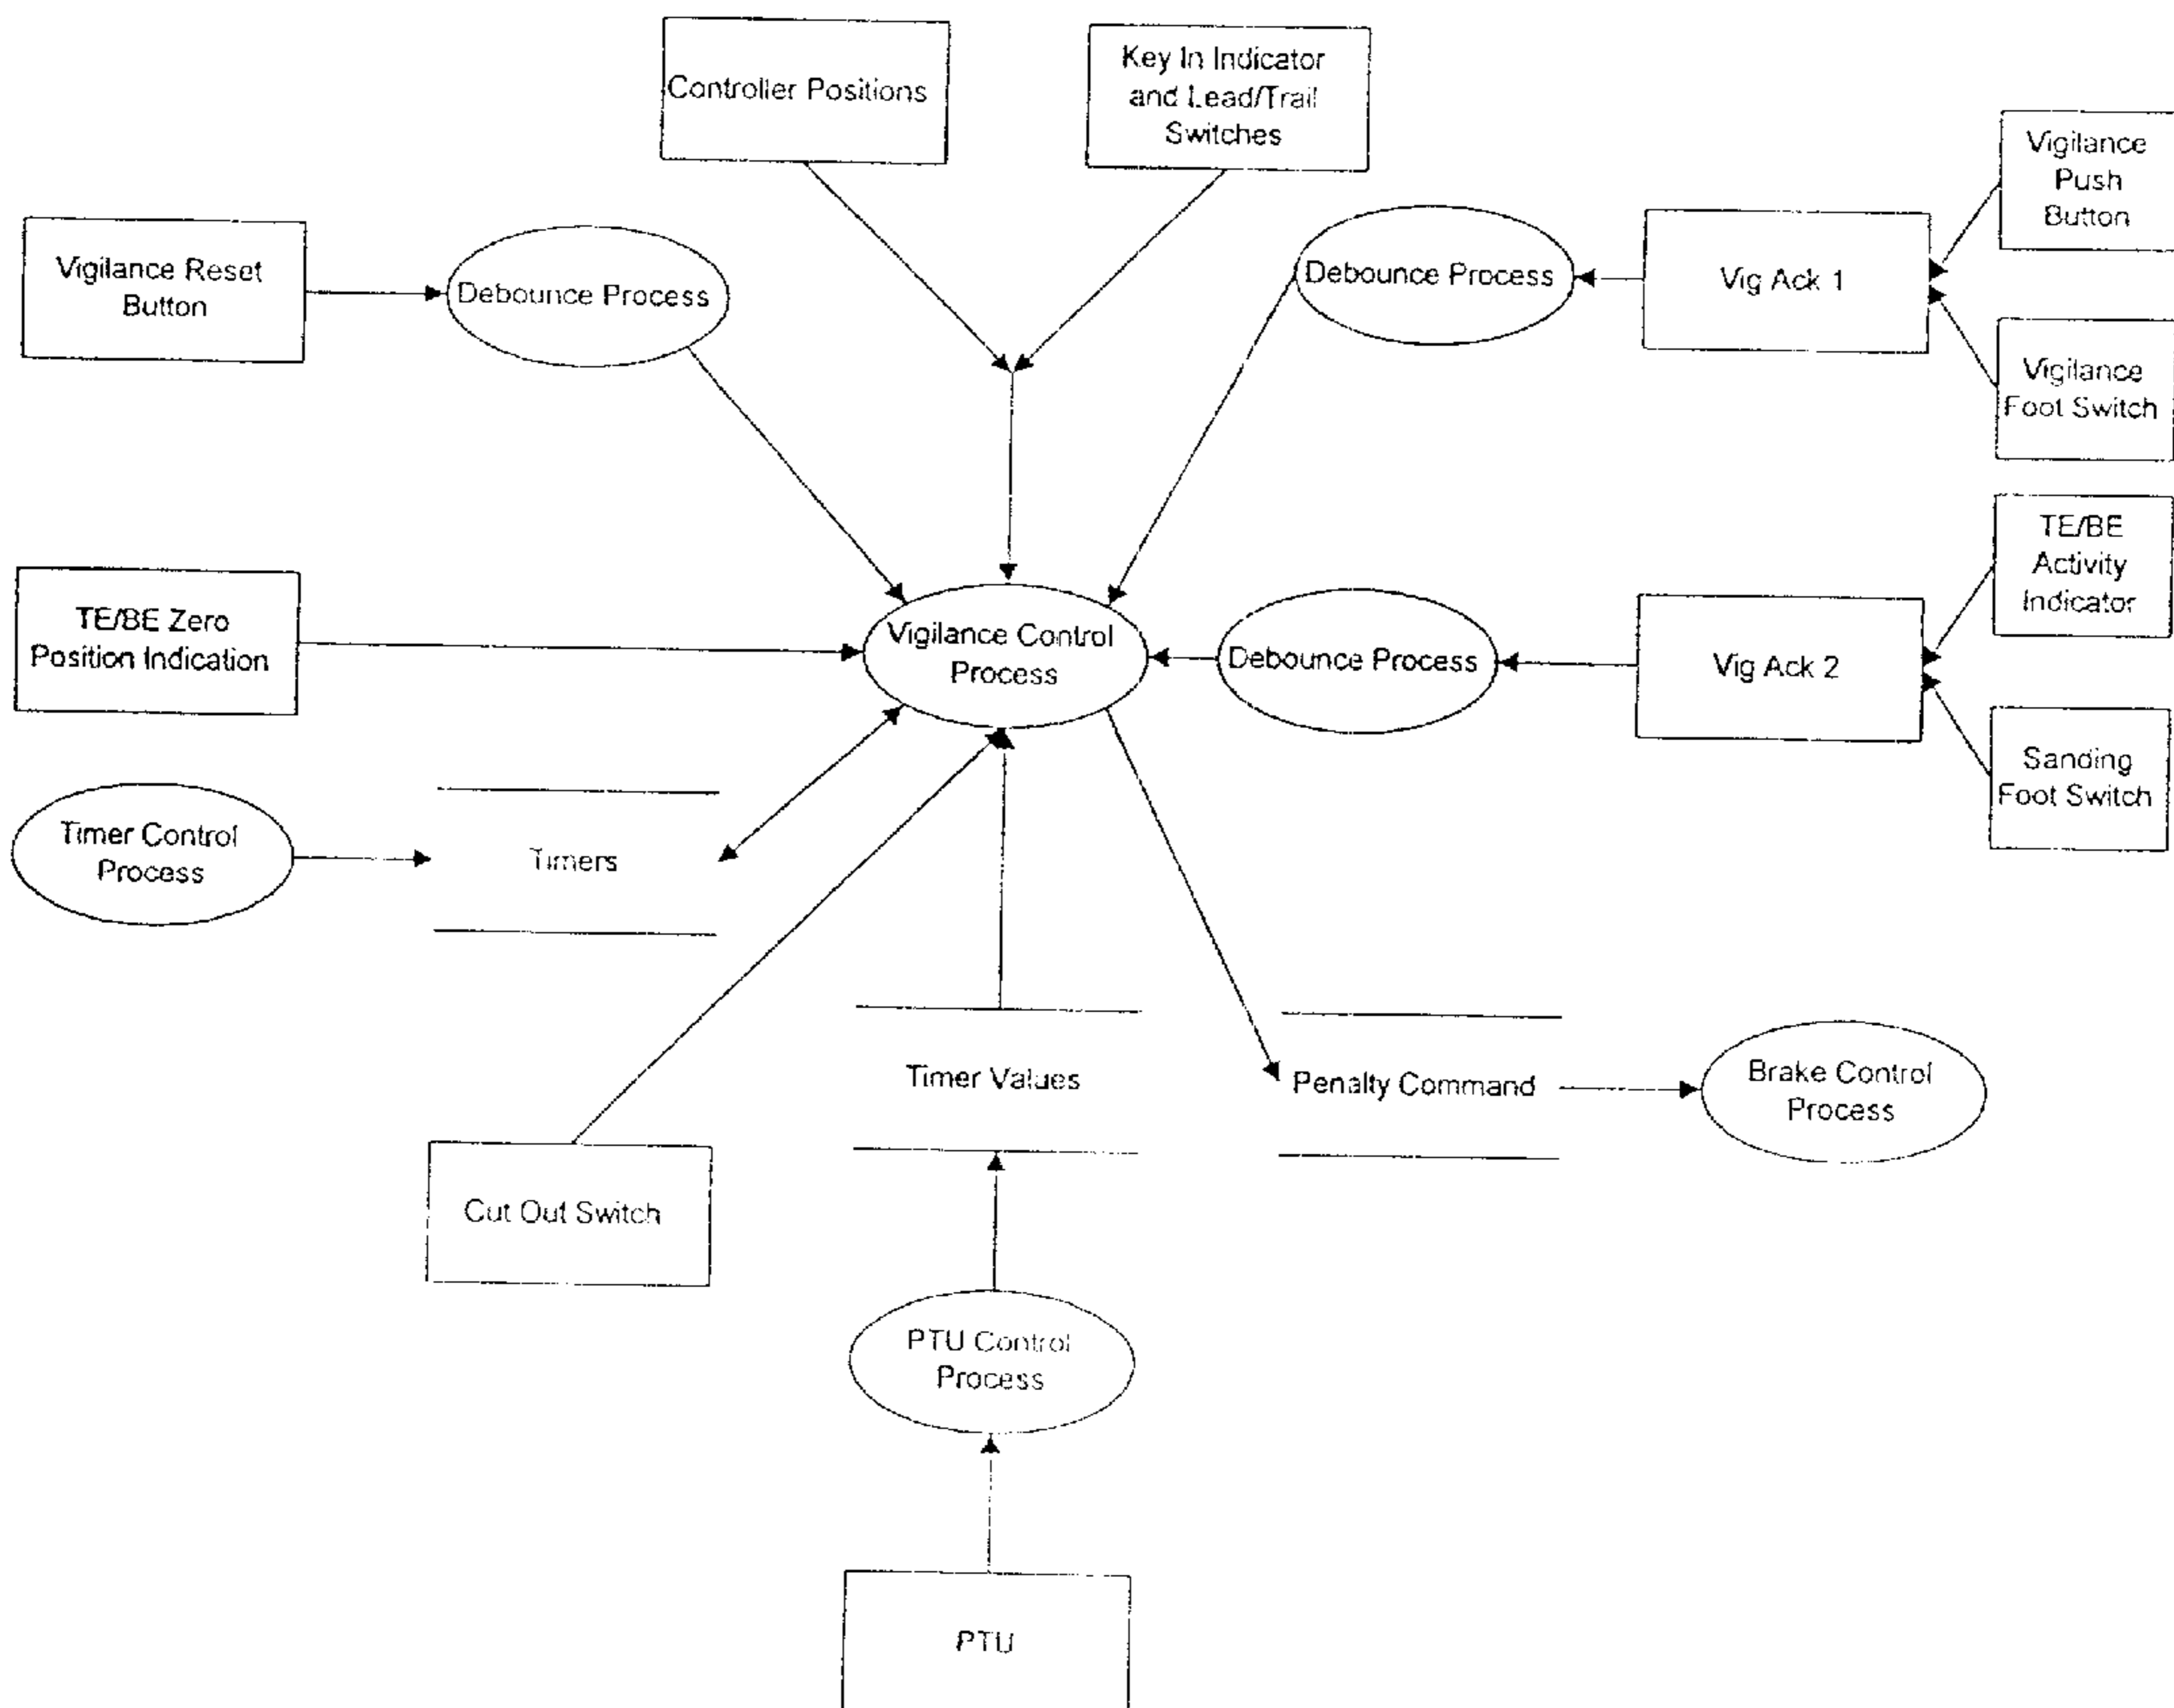 Controller Positions
Key In Indicator
and Lead/Trail
Switches
Vigilance
Push
Button
Vigilance Reset
Button
Debounce Process
Debounce Process
Vig Ack 1
Vigilance
Foot Switch
TE/BE Zero
Position Indication
Vigilance Control
Process
Debounce Process
Vig Ack 2
TE/BE
Activity
Indicator
Sanding
Foot Switch
Timer Control
Process
Timers
Timer Values
Penalty Command
Brake Control
Process
Cut Out Switch
PTU Control
Process
PTU